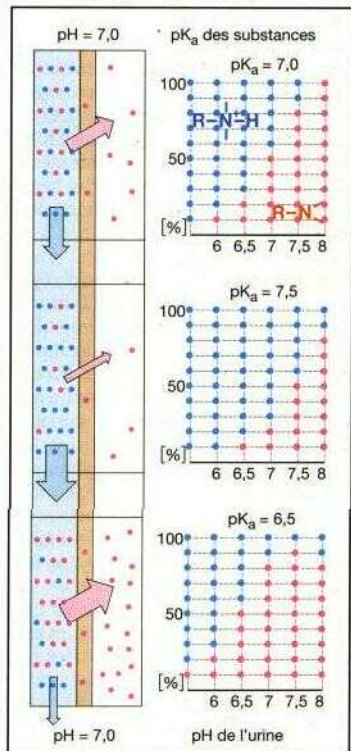 pH = 7,0
pKa des substances
pKa = 7,0
100
R–N⁺–H
50
R–N
[%]
6 6,5 7 7,5 8
pKa = 7,5
100
50
[%]
6 6,5 7 7,5 8
pKa = 6,5
100
50
[%]
6 6,5 7 7,5 8
pH = 7,0
pH de l'urine